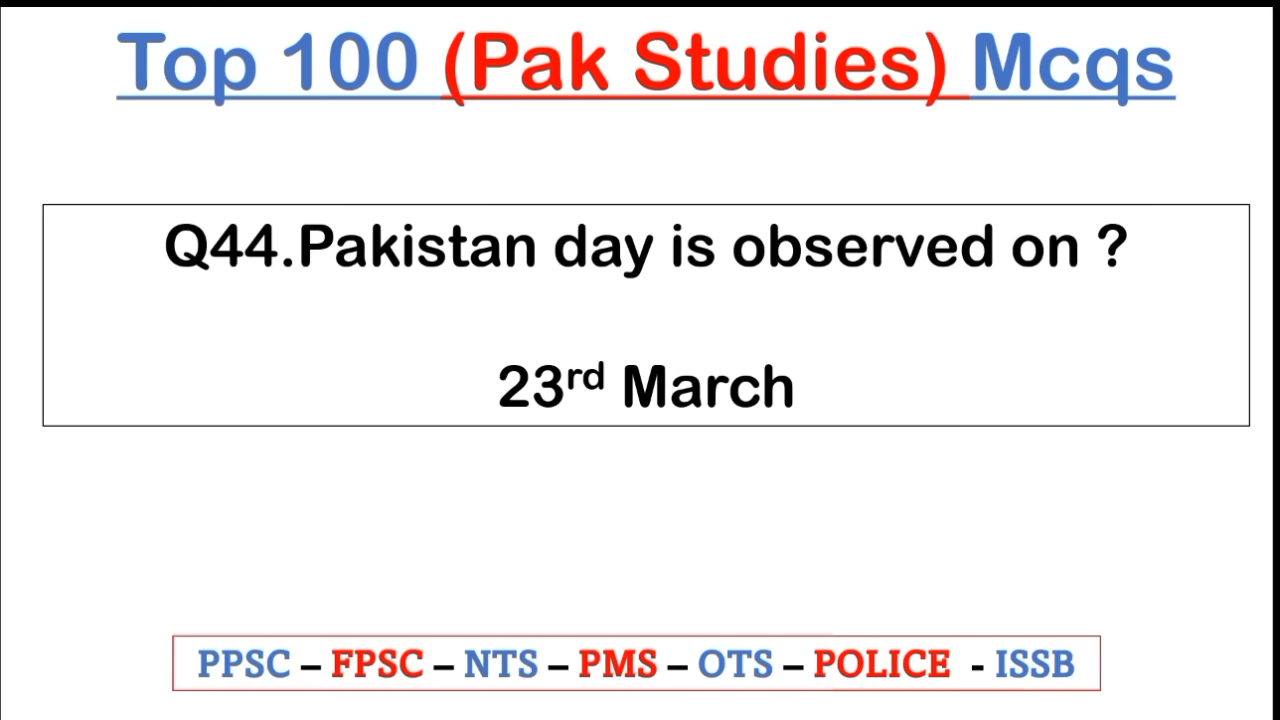 Top 100 (Pak Studies) Mcqs
Q44.Pakistan day is observed on ?
23rd March
PPSC – FPSC – NTS – PMS – OTS – POLICE - ISSB